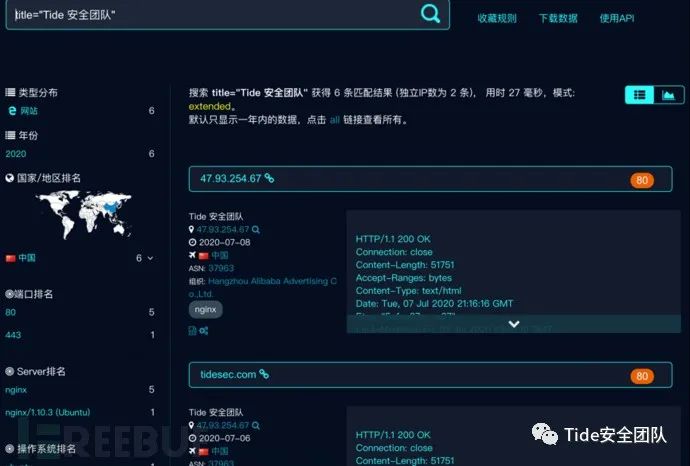 title="Tide 安全团队"
收藏规则 下载数据 使用API
类型分布
网站 6
年份
2020 6
国家/地区排名
中国 6
端口排名
80 5
443 1
Server排名
nginx 5
nginx/1.10.3 (Ubuntu) 1
操作系统排名
搜索 title="Tide 安全团队" 获得 6 条匹配结果 (独立IP数为 2 条)， 用时 27 毫秒，模式:
extended。
默认只显示一年内的数据，点击 all 链接查看所有。
47.93.254.67 80
Tide 安全团队
47.93.254.67
2020-07-08
中国
ASN: 37963
组织: Hangzhou Alibaba Advertising C
o.,Ltd.
nginx
HTTP/1.1 200 OK
Connection: close
Content-Length: 51751
Accept-Ranges: bytes
Content-Type: text/html
Date: Tue, 07 Jul 2020 21:16:16 GMT
tidesec.com 80
Tide 安全团队
47.93.254.67
2020-07-06
中国
ASN: 37963
HTTP/1.1 200 OK
Connection: close
Content-Length: 51751
Accept-Ranges: bytes
Tide安全团队